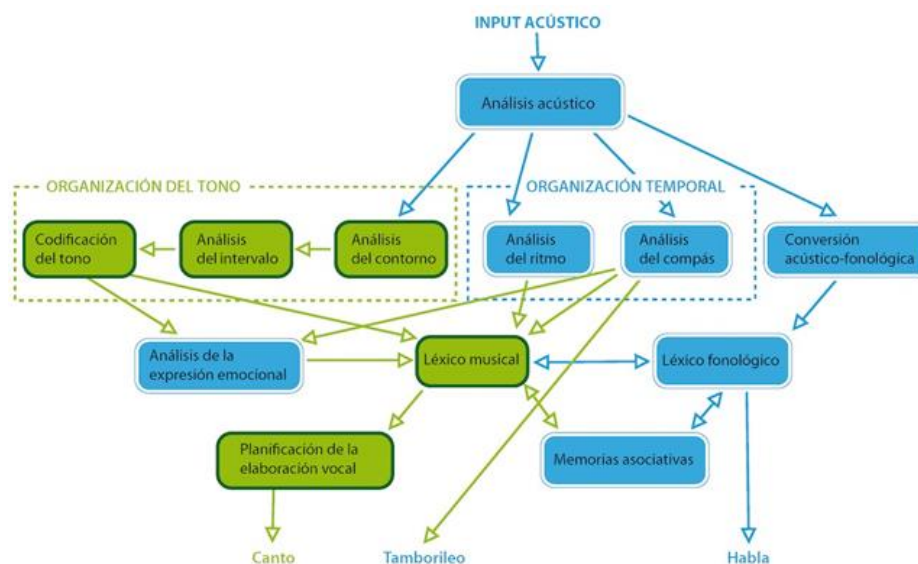 INPUT ACÚSTICO
Análisis acústico
ORGANIZACIÓN DEL TONO
ORGANIZACIÓN TEMPORAL
Codificación
del tono
Análisis
del intervalo
Análisis
del contorno
Análisis
del ritmo
Análisis
del compás
Conversión
acústico-fonológica
Análisis de la
expresión emocional
Léxico musical
Léxico fonológico
Planificación de la
elaboración vocal
Memorias asociativas
Canto
Tamborileo
Habla